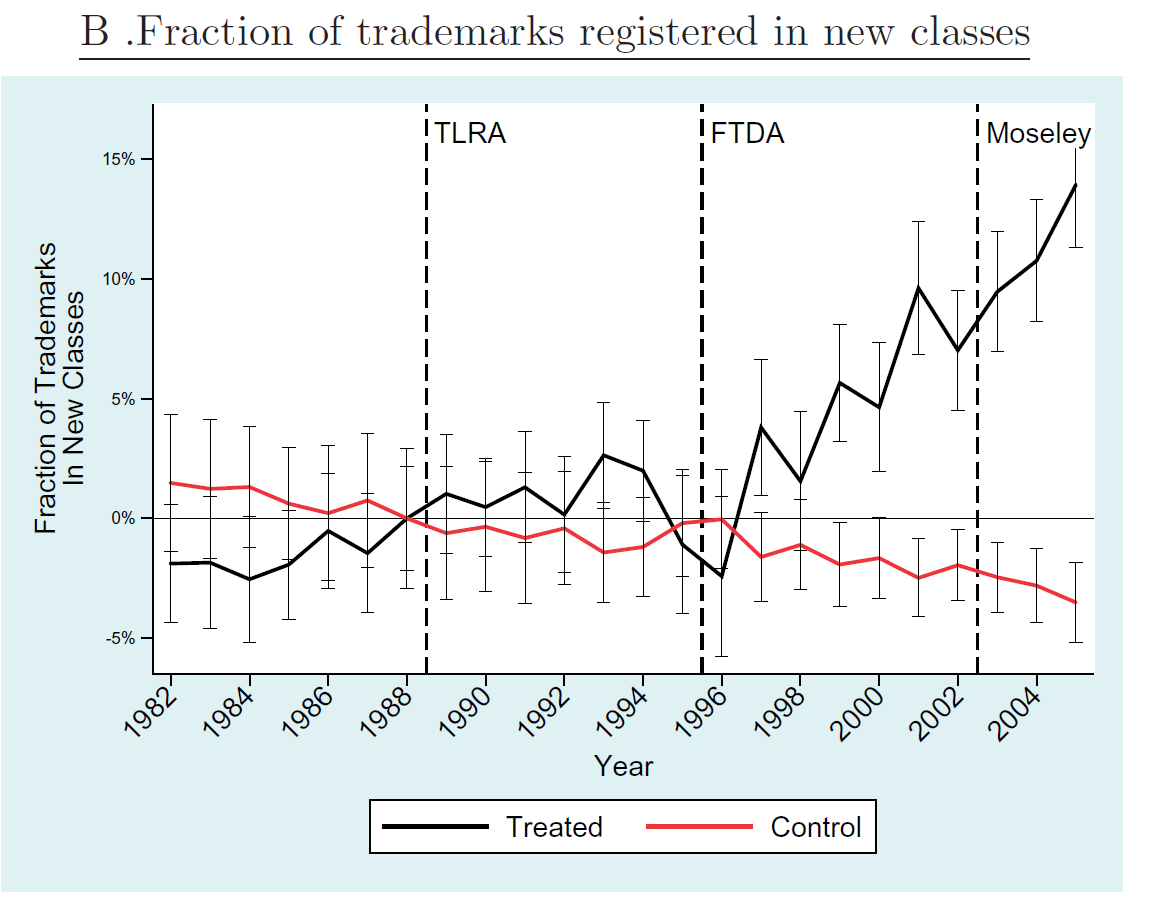 B .Fraction of trademarks registered in new classes
TLRA
FTDA
Moseley
15%
10%
5%
0%
-5%
Fraction of Trademarks
In New Classes
1982
1984
1986
1988
1990
1992
1994
1996
1998
2000
2002
2004
Year
Treated
Control